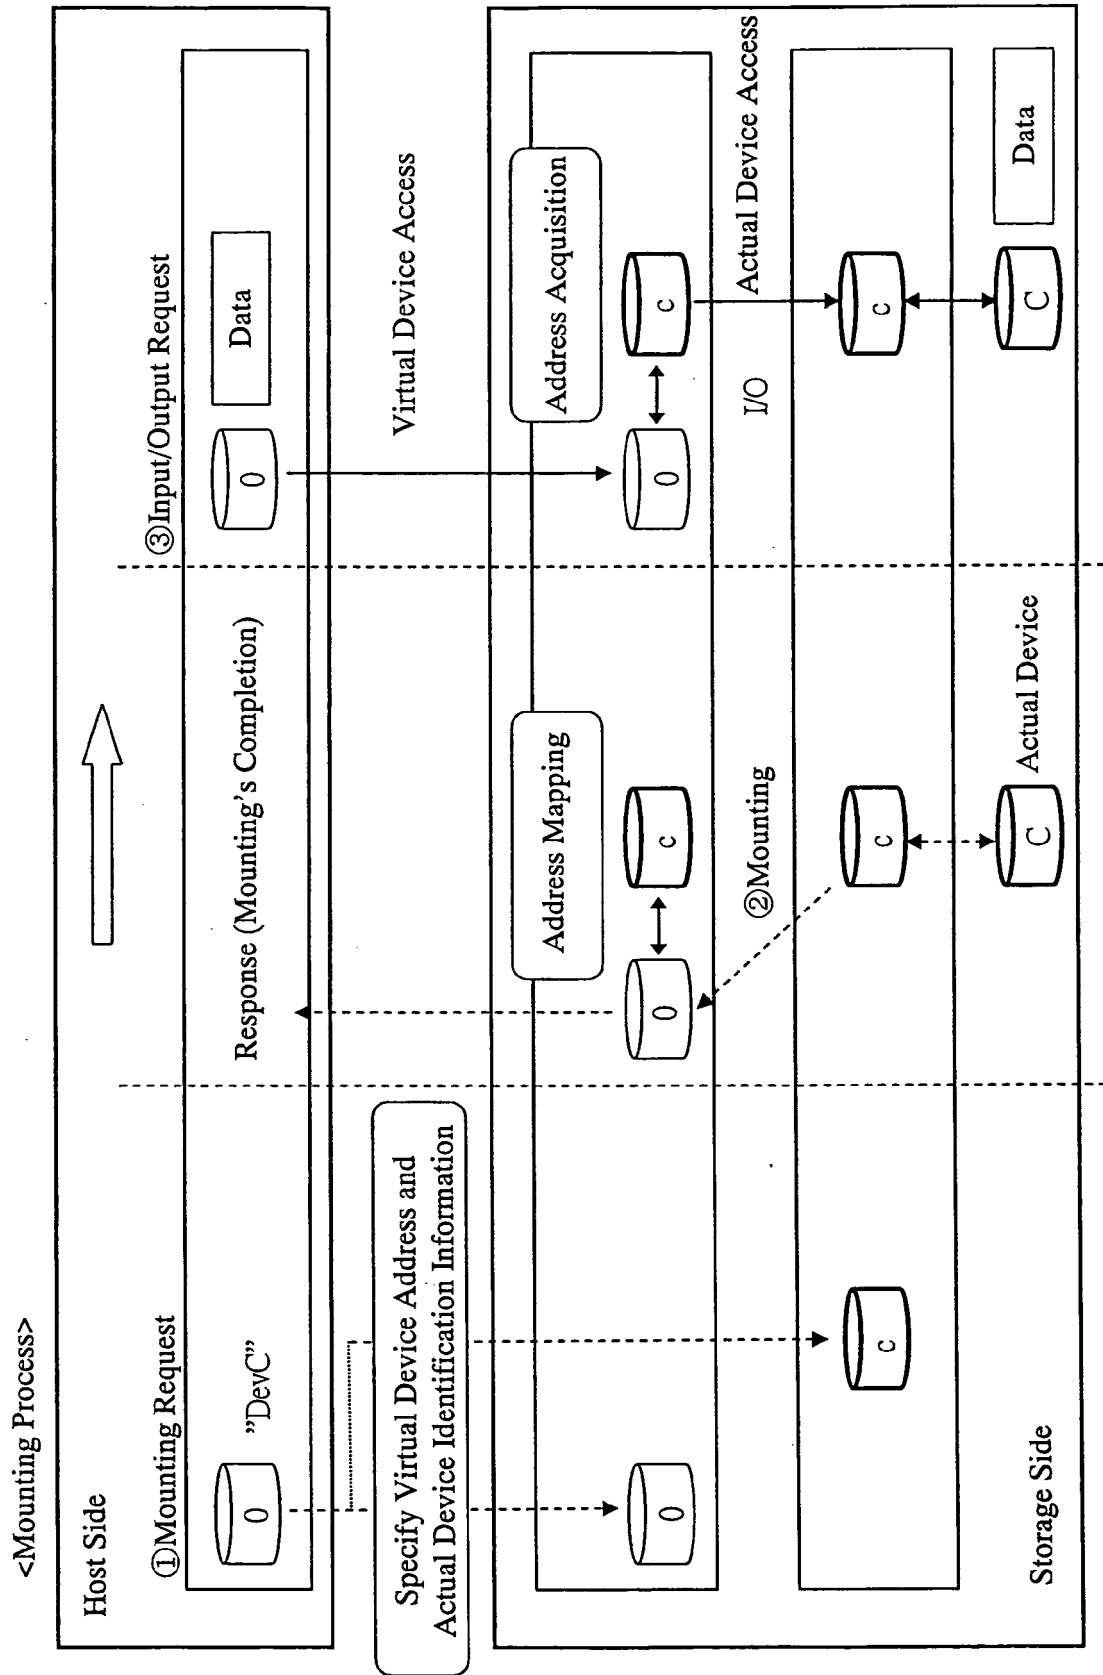 <Mounting Process>
Host Side
①Mounting Request
0
"DevC"
Response (Mounting's Completion)
③Input/Output Request
0
Data
Specify Virtual Device Address and
Actual Device Identification Information
Virtual Device Access
Address Mapping
Address Acquisition
0
0
c
0
c
②Mounting
I/O
Actual Device Access
c
c
c
C
Actual Device
C
Data
Storage Side